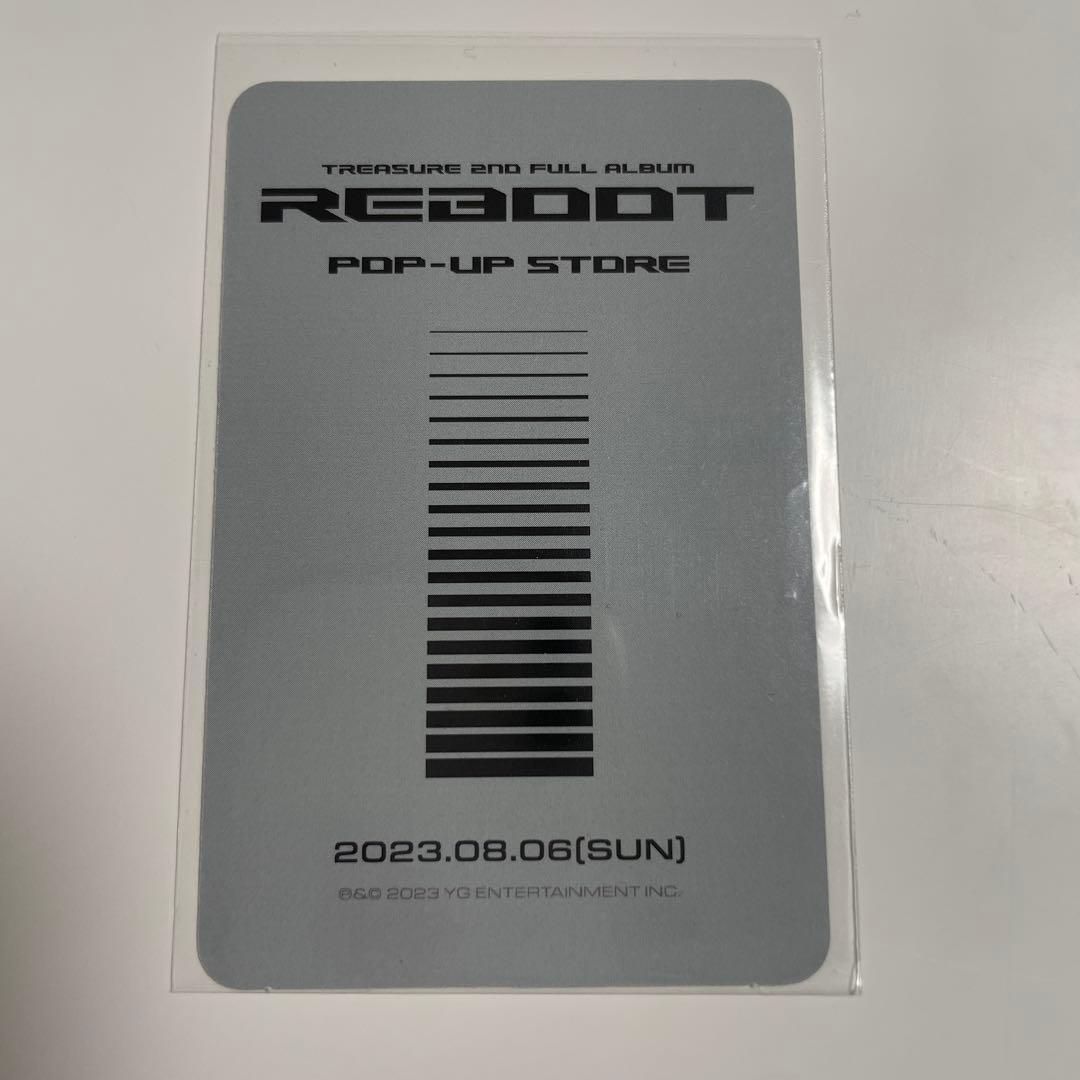 TREASURE 2ND FULL ALBUM
REBOOT
POP-UP STORE
2023.08.06(SUN)
℗&© 2023 YG ENTERTAINMENT INC.